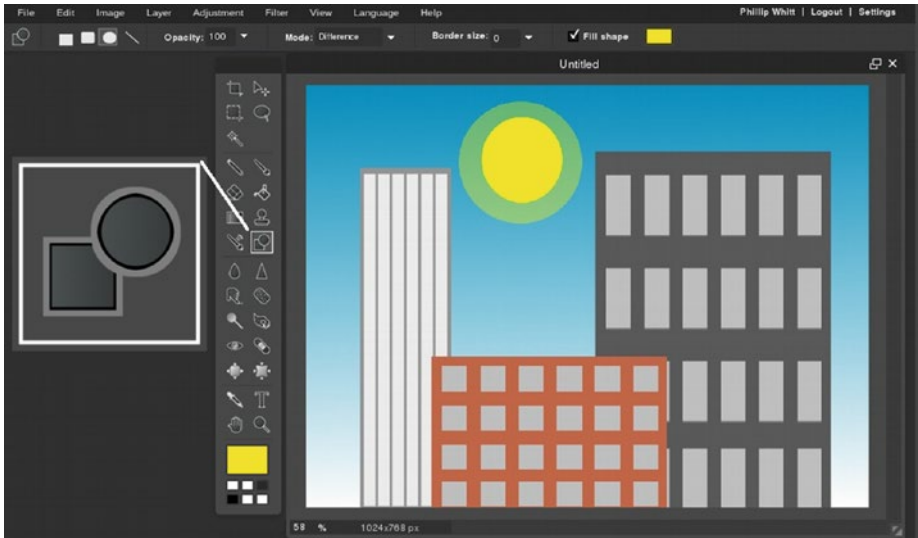 File Edit Image Layer Adjustment Filter View Language Help Phillip Whitt | Logout | Settings
Opacity: 100 Mode: Difference Border size: 0 Fill shape
Untitled
58 % 1024x768 px